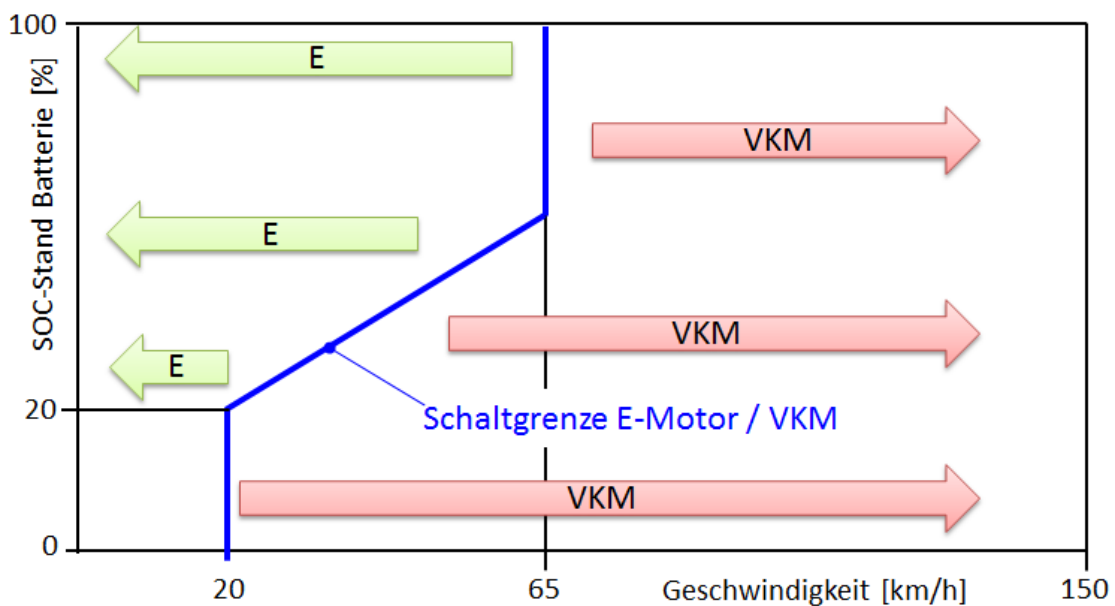 100
E
VKM
SOC-Stand Batterie [%]
E
VKM
E
20
Schaltgrenze E-Motor / VKM
VKM
0
20
65
Geschwindigkeit [km/h]
150